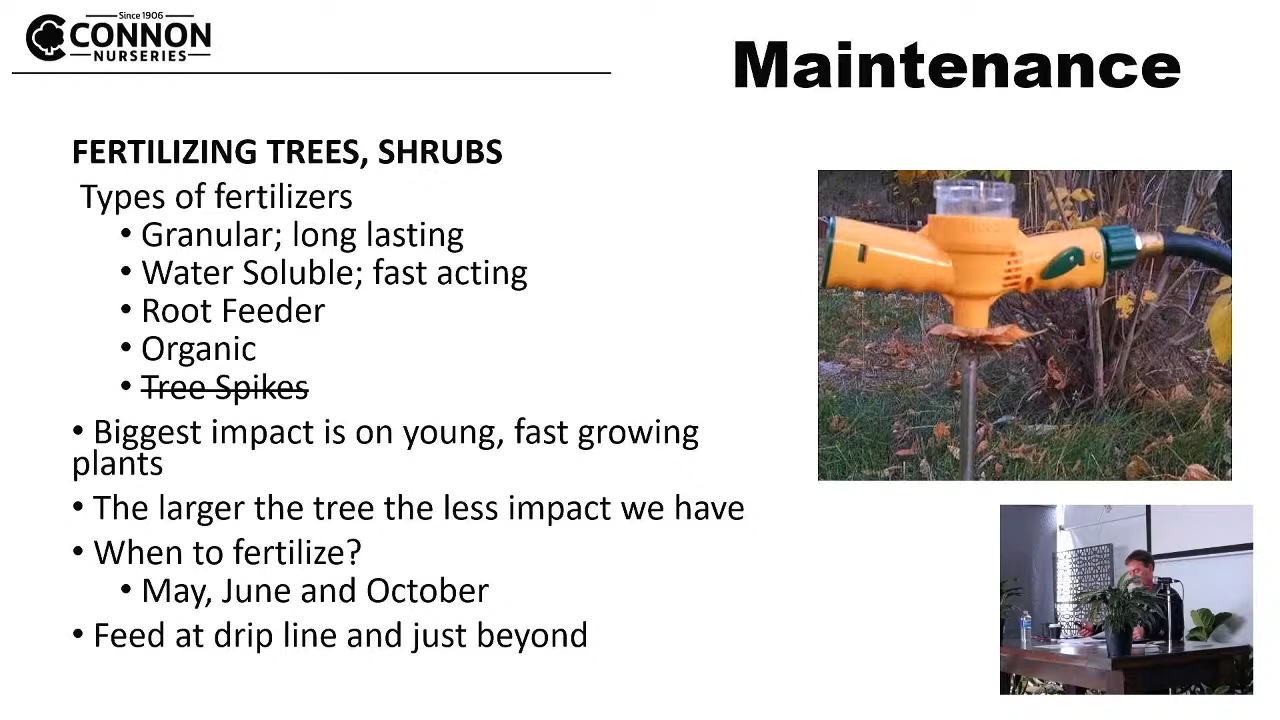 Since 1906
CONNON
NURSERIES
Maintenance
FERTILIZING TREES, SHRUBS
Types of fertilizers
• Granular; long lasting
• Water Soluble; fast acting
• Root Feeder
• Organic
• Tree Spikes
• Biggest impact is on young, fast growing
plants
• The larger the tree the less impact we have
• When to fertilize?
• May, June and October
• Feed at drip line and just beyond